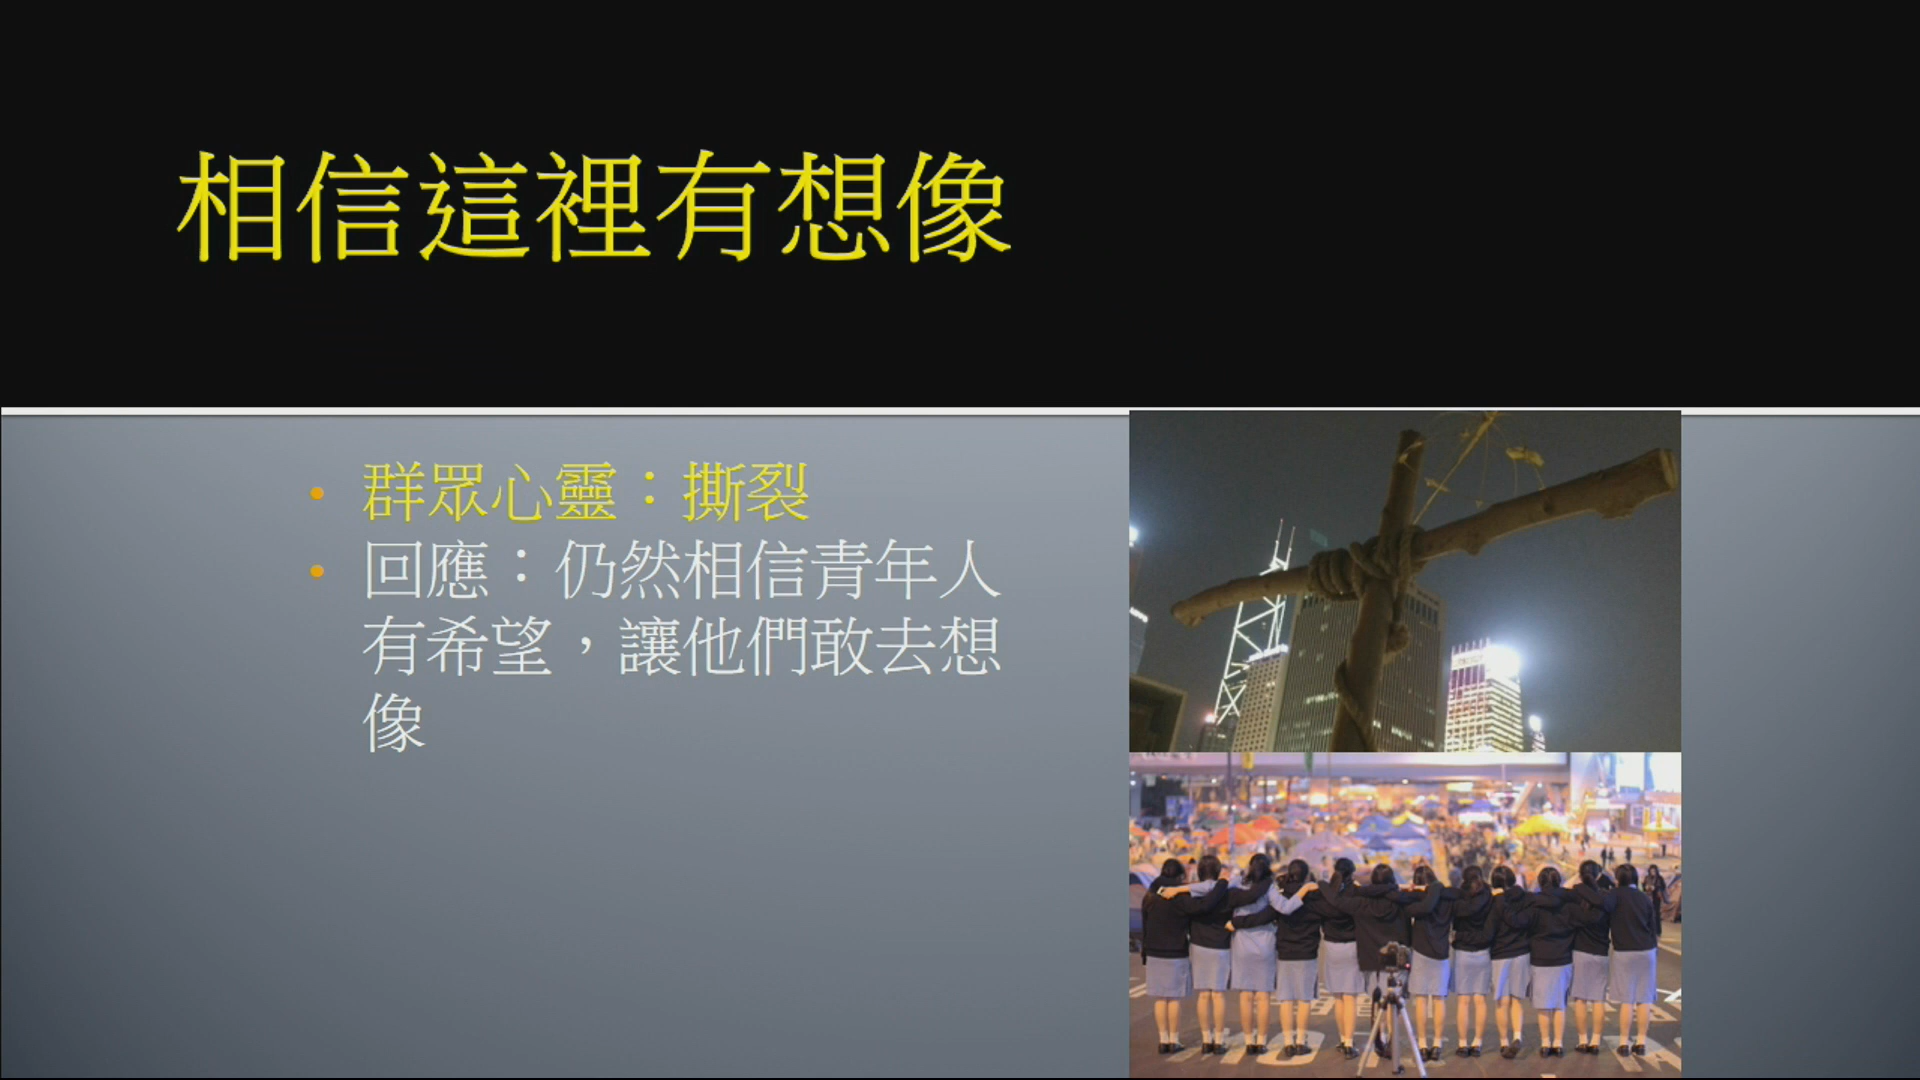 相信這裡有想像
群眾心靈：撕裂
回應：仍然相信青年人
有希望，讓他們敢去想
像